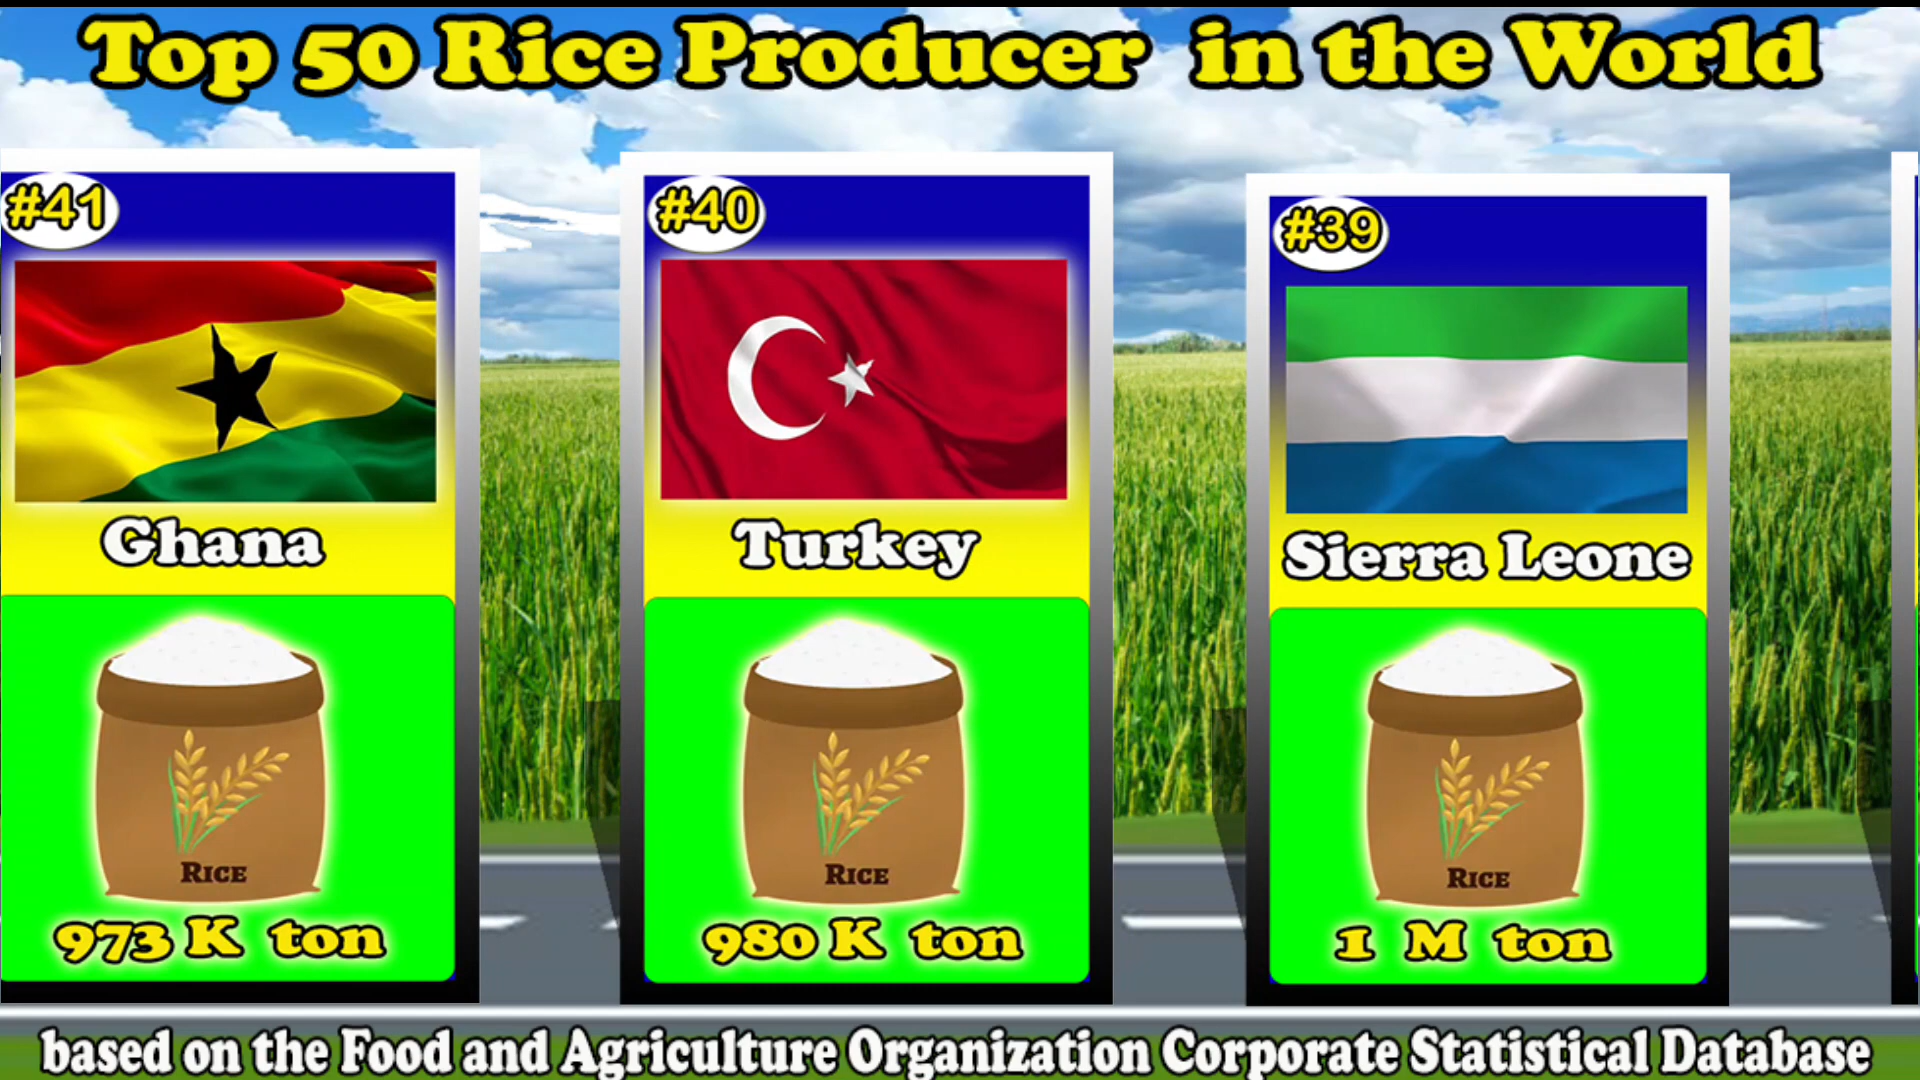 Top 50 Rice Producer in the World
#41
Ghana
RICE
973 K ton
#40
Turkey
RICE
980 K ton
#39
Sierra Leone
RICE
1 M ton
based on the Food and Agriculture Organization Corporate Statistical Database